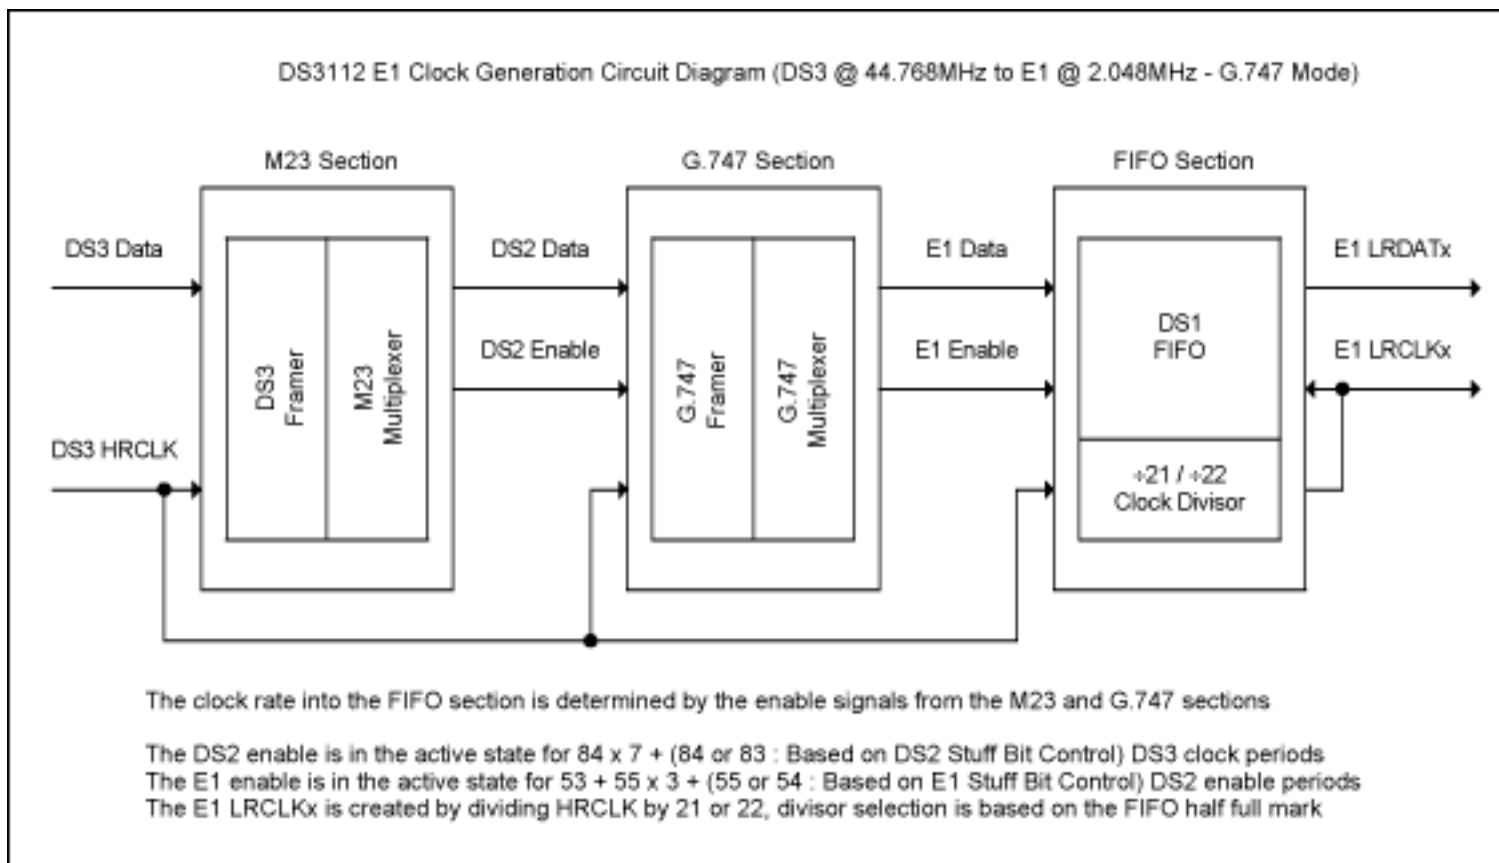 DS3112 E1 Clock Generation Circuit Diagram (DS3 @ 44.768MHz to E1 @ 2.048MHz - G.747 Mode)
M23 Section
G.747 Section
FIFO Section
DS3 Data
DS2 Data
E1 Data
E1 LRDATx
DS2 Enable
E1 Enable
E1 LRCLKx
DS3 HRCLK
DS3
Framer
M23
Multiplexer
G.747
Framer
G.747
Multiplexer
DS1
FIFO
÷21 / ÷22
Clock Divisor
The clock rate into the FIFO section is determined by the enable signals from the M23 and G.747 sections
The DS2 enable is in the active state for 84 x 7 + (84 or 83 : Based on DS2 Stuff Bit Control) DS3 clock periods
The E1 enable is in the active state for 53 + 55 x 3 + (55 or 54 : Based on E1 Stuff Bit Control) DS2 enable periods
The E1 LRCLKx is created by dividing HRCLK by 21 or 22, divisor selection is based on the FIFO half full mark